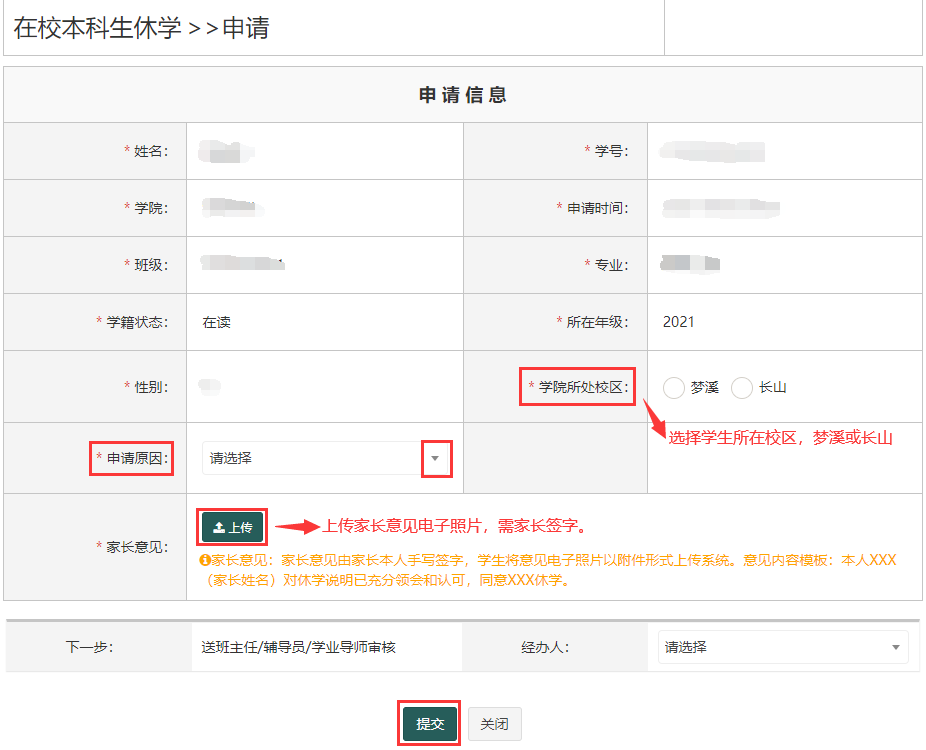 在校本科生休学 >>申请
申请信息
* 姓名：
* 学号：
* 学院：
* 申请时间：
* 班级：
* 专业：
* 学籍状态： 在读
* 所在年级： 2021
* 性别：
* 学院所处校区： 梦溪 长山
选择学生所在校区，梦溪或长山
* 申请原因： 请选择
* 家长意见： 上传 上传家长意见电子照片，需家长签字。
家长意见：家长意见由家长本人手写签字，学生将意见电子照片以附件形式上传系统。意见内容模板：本人XXX
（家长姓名）对休学说明已充分领会和认可，同意XXX休学。
下一步： 送班主任/辅导员/学业导师审核 经办人： 请选择
提交 关闭